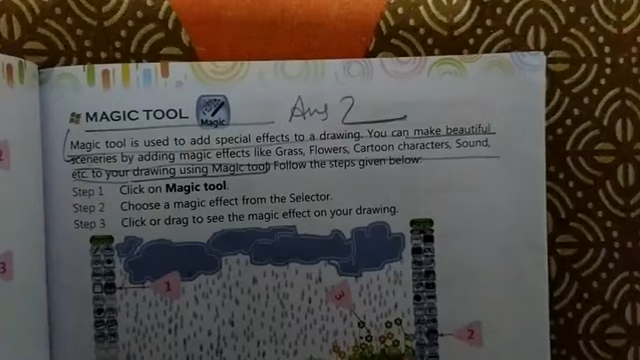 MAGIC TOOL
Magic
Ans 2
Magic tool is used to add special effects to a drawing. You can make beautiful
sceneries by adding magic effects like Grass, Flowers, Cartoon characters, Sound,
etc. to your drawing using Magic tool. Follow the steps given below:
Step 1 Click on Magic tool.
Step 2 Choose a magic effect from the Selector.
Step 3 Click or drag to see the magic effect on your drawing.
1
3
2
3